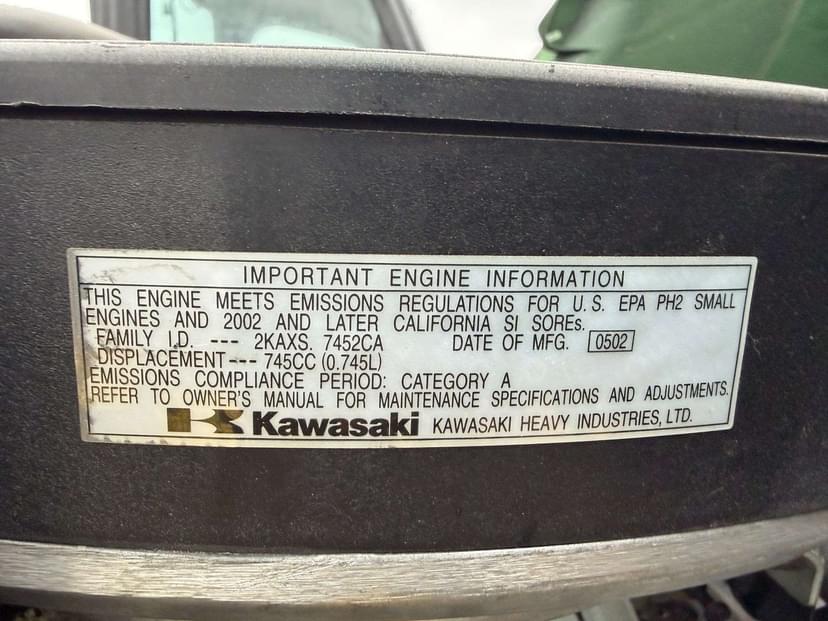 IMPORTANT ENGINE INFORMATION
THIS ENGINE MEETS EMISSIONS REGULATIONS FOR U.S. EPA PH2 SMALL
ENGINES AND 2002 AND LATER CALIFORNIA SI SOREs.
FAMILY I.D. --- 2KAXS. 7452CA DATE OF MFG. 0502
DISPLACEMENT --- 745CC (0.745L)
EMISSIONS COMPLIANCE PERIOD: CATEGORY A
REFER TO OWNER'S MANUAL FOR MAINTENANCE SPECIFICATIONS AND ADJUSTMENTS.
Kawasaki KAWASAKI HEAVY INDUSTRIES, LTD.